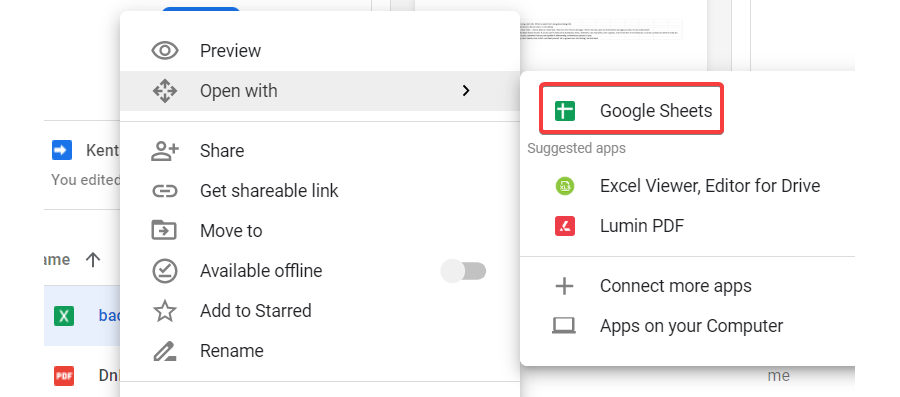 Preview
Open with
Share
Get shareable link
Move to
Available offline
Add to Starred
Rename
Google Sheets
Suggested apps
Excel Viewer, Editor for Drive
XLS
Lumin PDF
Connect more apps
Apps on your Computer
Kent
You edited
ame
X
bac
PDF
Dn
me